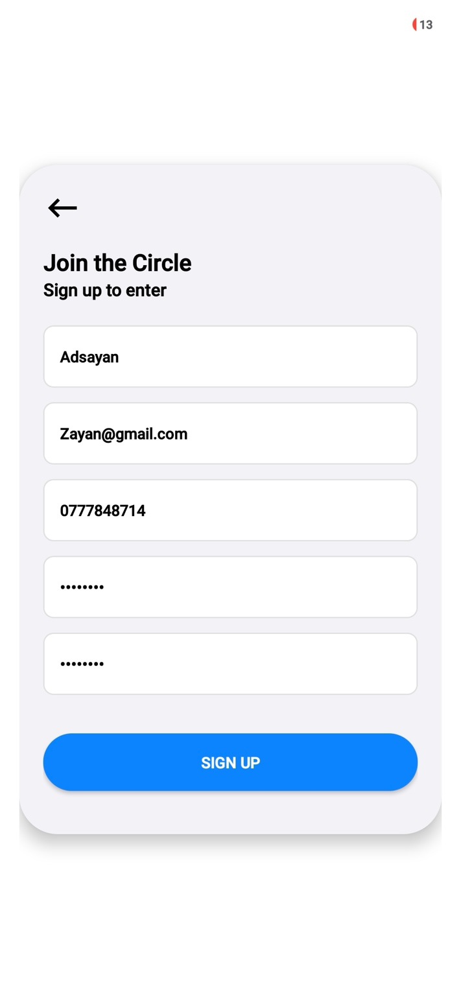 13
Join the Circle
Sign up to enter
Adsayan
Zayan@gmail.com
0777848714
••••••••
••••••••
SIGN UP